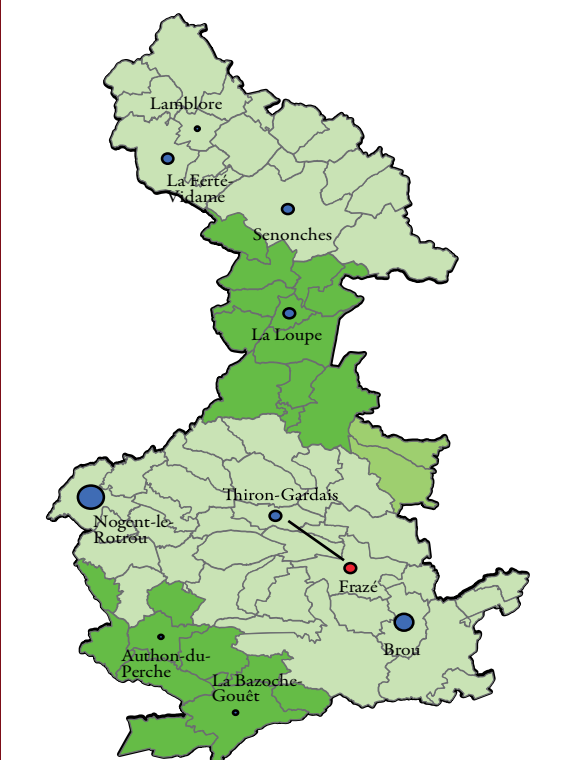 Lamblore
La Ferté-
Vidame
Senonches
La Loupe
Thiron-Gardais
Nogent-le-
Rotrou
Frazé
Brou
Authon-du-
Perche
La Bazoche-
Gouêt